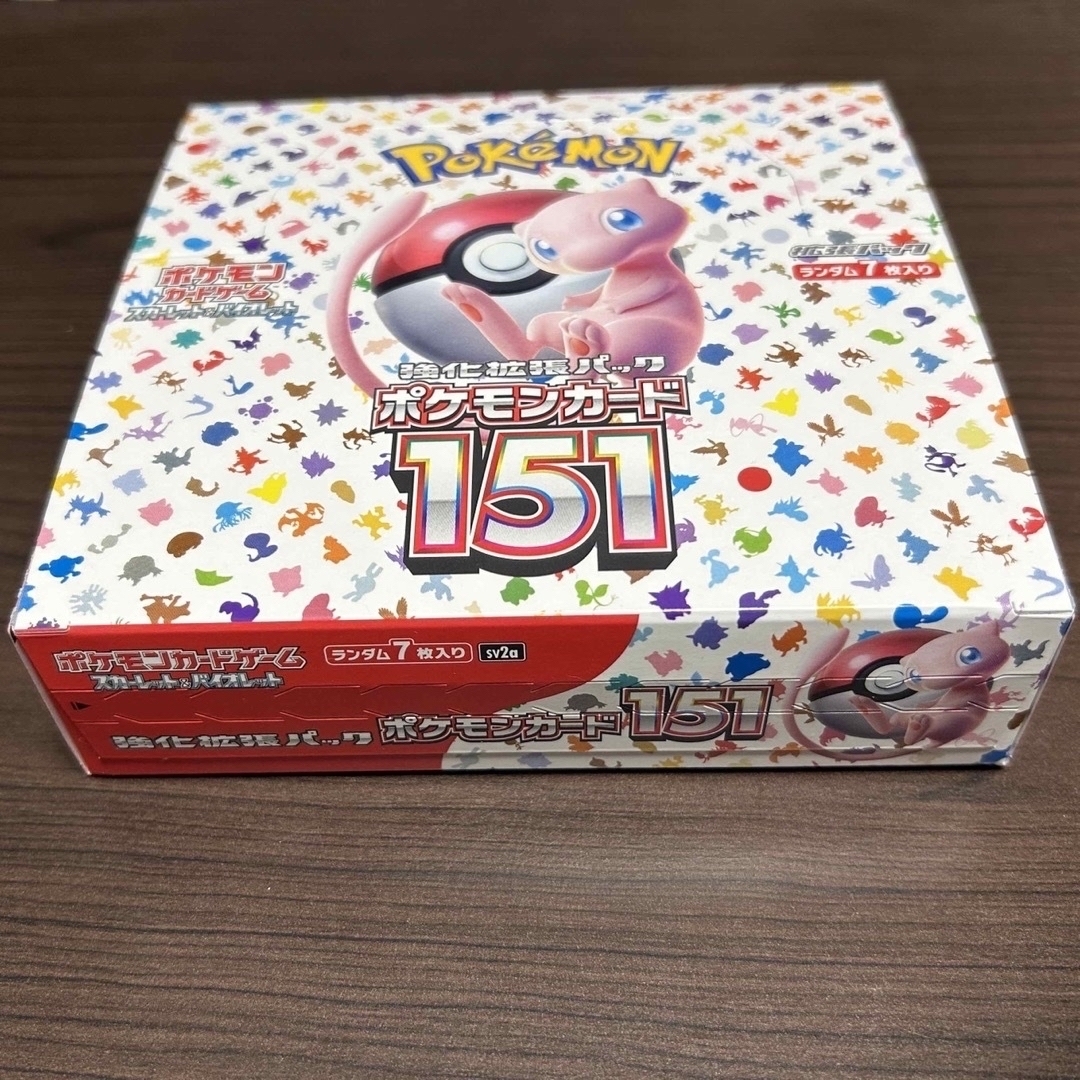 POKéMON
TM
拡張パック
ランダム7枚入り
ポケモン
カードゲーム
スカーレット&バイオレット
強化拡張パック
ポケモンカード
151
ポケモンカードゲーム
スカーレット&バイオレット
ランダム7枚入り
sv2a
強化拡張パック ポケモンカード151